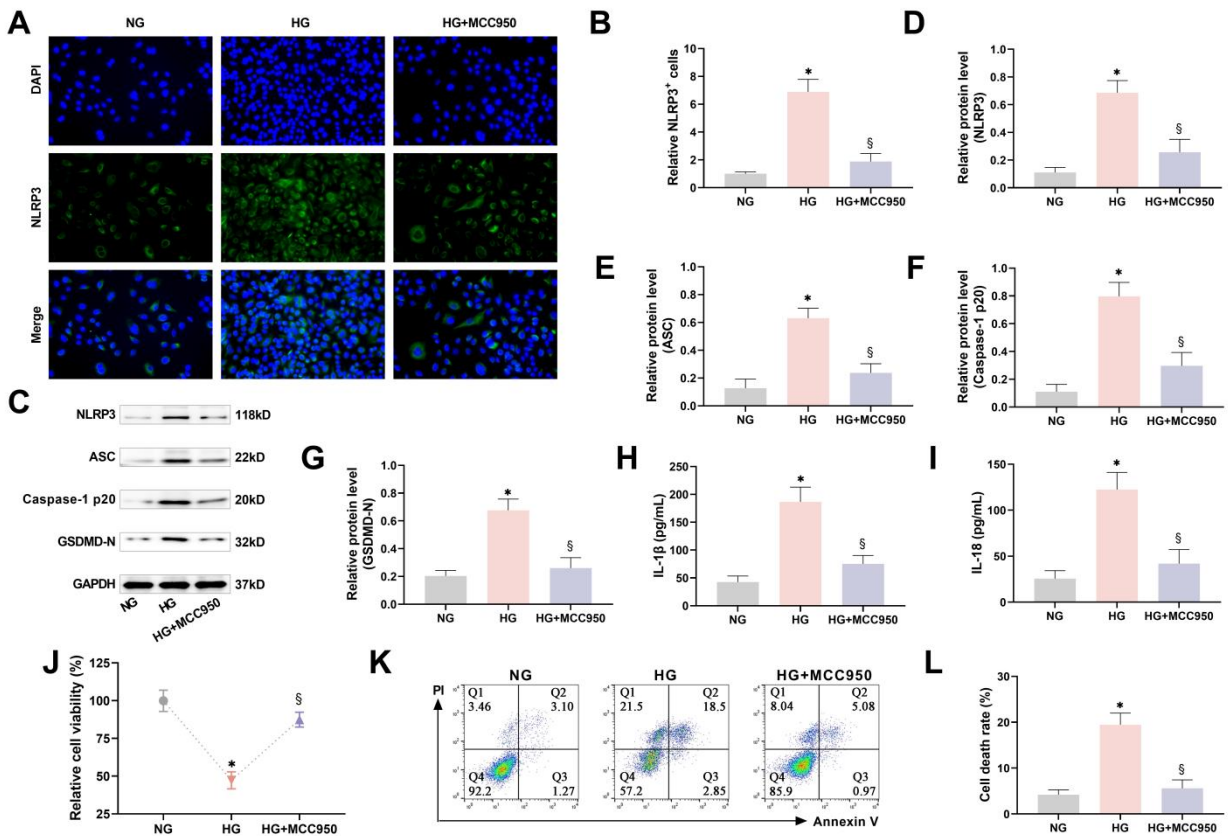 A
NG
HG
HG+MCC950
DAPI
NLRP3
Merge
B
Relative NLRP3⁺ cells
10
8
6
4
2
0
*
§
NG
HG
HG+MCC950
D
Relative protein level
(NLRP3)
1.0
0.8
0.6
0.4
0.2
0.0
*
§
NG
HG
HG+MCC950
E
Relative protein level
(ASC)
1.0
0.8
0.6
0.4
0.2
0.0
*
§
NG
HG
HG+MCC950
F
Relative protein level
(Caspase-1 p20)
1.0
0.8
0.6
0.4
0.2
0.0
*
§
NG
HG
HG+MCC950
C
NLRP3
118kD
ASC
22kD
Caspase-1 p20
20kD
GSDMD-N
32kD
GAPDH
37kD
NG
HG
HG+MCC950
G
Relative protein level
(GSDMD-N)
1.0
0.8
0.6
0.4
0.2
0.0
*
§
NG
HG
HG+MCC950
H
IL-1β (pg/mL)
250
200
150
100
50
0
*
§
NG
HG
HG+MCC950
I
IL-18 (pg/mL)
150
100
50
0
*
§
NG
HG
HG+MCC950
J
Relative cell viability (%)
125
100
75
50
25
*
§
NG
HG
HG+MCC950
K
PI
NG
Q1
3.46
Q2
3.10
Q4
92.2
Q3
1.27
HG
Q1
21.5
Q2
18.5
Q4
57.2
Q3
2.85
HG+MCC950
Q1
8.04
Q2
5.08
Q4
85.9
Q3
0.97
Annexin V
L
Cell death rate (%)
30
20
10
0
*
§
NG
HG
HG+MCC950